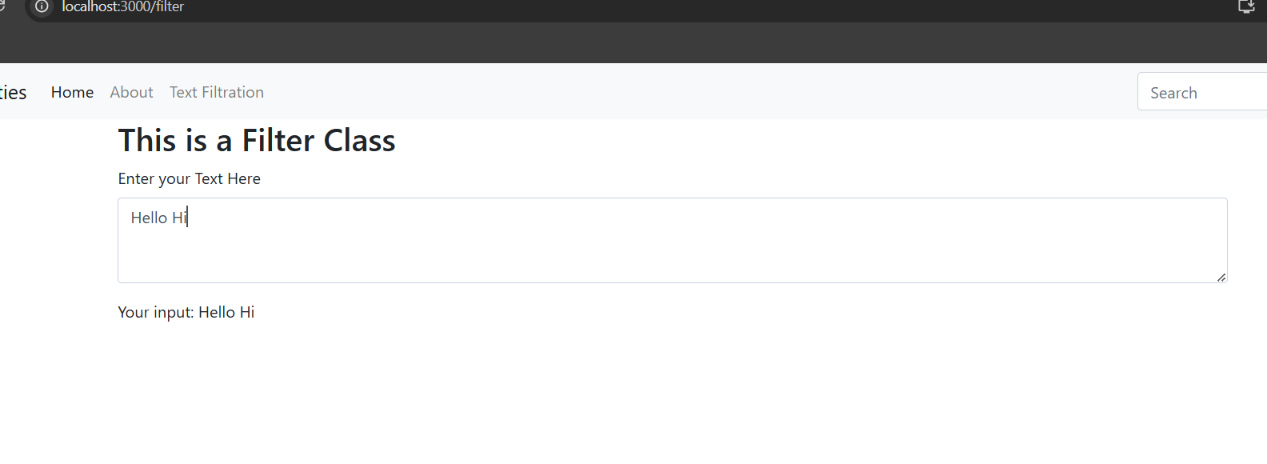 localhost:3000/filter
ties Home About Text Filtration Search
This is a Filter Class
Enter your Text Here
Hello Hi
Your input: Hello Hi